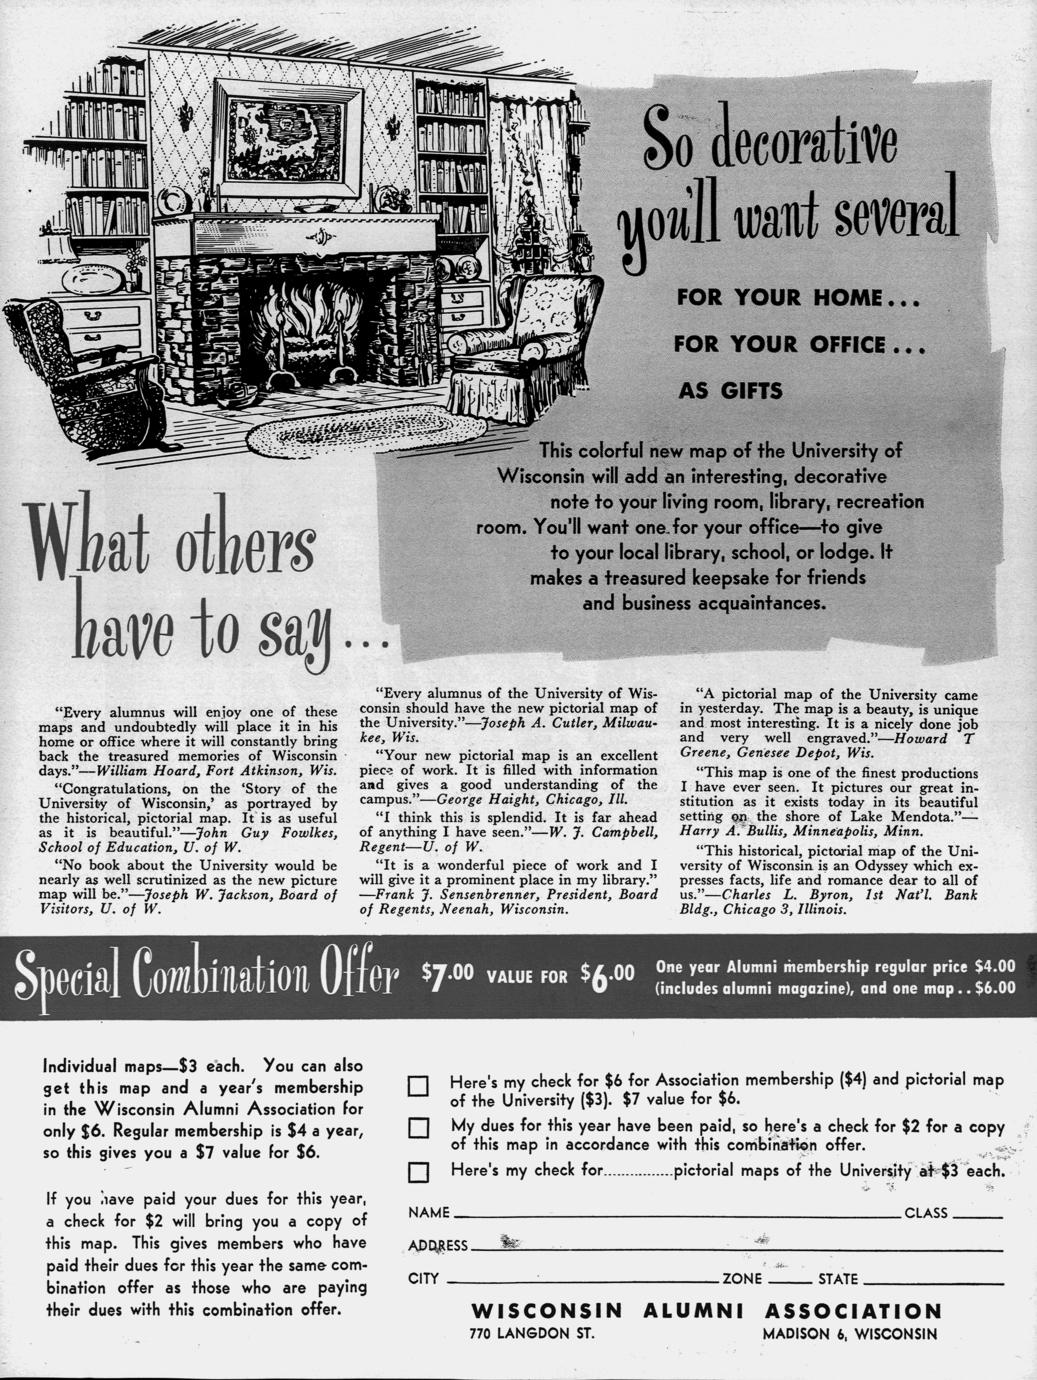 So decorative
you'll want several
FOR YOUR HOME...
FOR YOUR OFFICE...
AS GIFTS
This colorful new map of the University of
Wisconsin will add an interesting, decorative
note to your living room, library, recreation
room. You'll want one for your office—to give
to your local library, school, or lodge. It
makes a treasured keepsake for friends
and business acquaintances.
What others
have to say...
"Every alumnus will enjoy one of these
maps and undoubtedly will place it in his
home or office where it will constantly bring
back the treasured memories of Wisconsin
days."—William Hoard, Fort Atkinson, Wis.
"Congratulations, on the 'Story of the
University of Wisconsin,' as portrayed by
the historical, pictorial map. It is as useful
as it is beautiful."—John Guy Fowlkes,
School of Education, U. of W.
"No book about the University would be
nearly as well scrutinized as the new picture
map will be."—Joseph W. Jackson, Board of
Visitors, U. of W.
"Every alumnus of the University of Wis-
consin should have the new pictorial map of
the University."—Joseph A. Cutler, Milwau-
kee, Wis.
"Your new pictorial map is an excellent
piece of work. It is filled with information
and gives a good understanding of the
campus."—George Haight, Chicago, Ill.
"I think this is splendid. It is far ahead
of anything I have seen."—W. J. Campbell,
Regent—U. of W.
"It is a wonderful piece of work and I
will give it a prominent place in my library."
—Frank J. Sensenbrenner, President, Board
of Regents, Neenah, Wisconsin.
"A pictorial map of the University came
in yesterday. The map is a beauty, is unique
and most interesting. It is a nicely done job
and very well engraved."—Howard T
Greene, Genesee Depot, Wis.
"This map is one of the finest productions
I have ever seen. It pictures our great in-
stitution as it exists today in its beautiful
setting on the shore of Lake Mendota."—
Harry A. Bullis, Minneapolis, Minn.
"This historical, pictorial map of the Uni-
versity of Wisconsin is an Odyssey which ex-
presses facts, life and romance dear to all of
us."—Charles L. Byron, 1st Nat'l. Bank
Bldg., Chicago 3, Illinois.
Special Combination Offer $7.00 VALUE FOR $6.00
One year Alumni membership regular price $4.00
(includes alumni magazine), and one map..$6.00
Individual maps—$3 each. You can also
get this map and a year's membership
in the Wisconsin Alumni Association for
only $6. Regular membership is $4 a year,
so this gives you a $7 value for $6.
If you have paid your dues for this year,
a check for $2 will bring you a copy of
this map. This gives members who have
paid their dues for this year the same com-
bination offer as those who are paying
their dues with this combination offer.
Here's my check for $6 for Association membership ($4) and pictorial map
of the University ($3). $7 value for $6.
My dues for this year have been paid, so here's a check for $2 for a copy
of this map in accordance with this combination offer.
Here's my check for................pictorial maps of the University at $3 each.
NAME CLASS
ADDRESS
CITY ZONE STATE
WISCONSIN ALUMNI ASSOCIATION
770 LANGDON ST. MADISON 6, WISCONSIN